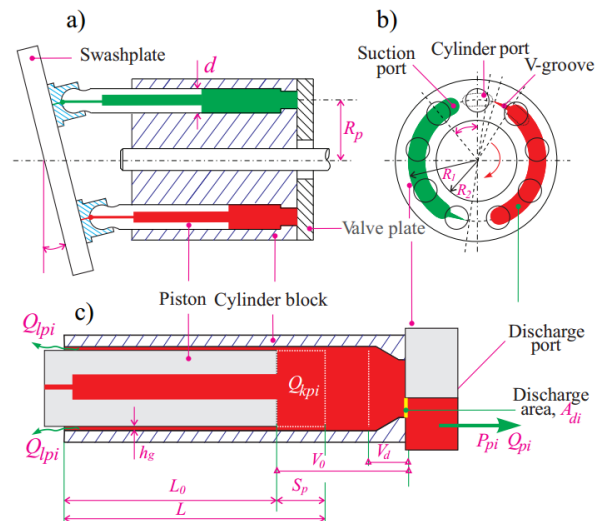 a)
Swashplate
d
R_p
Valve plate
b)
Suction
port
Cylinder port
V-groove
R_1
R_2
c)
Piston
Cylinder block
Q_lpi
Q_kpi
Discharge
port
Discharge
area, A_di
P_pi Q_pi
Q_lpi
h_g
V_d
V_0
L_0
S_p
L